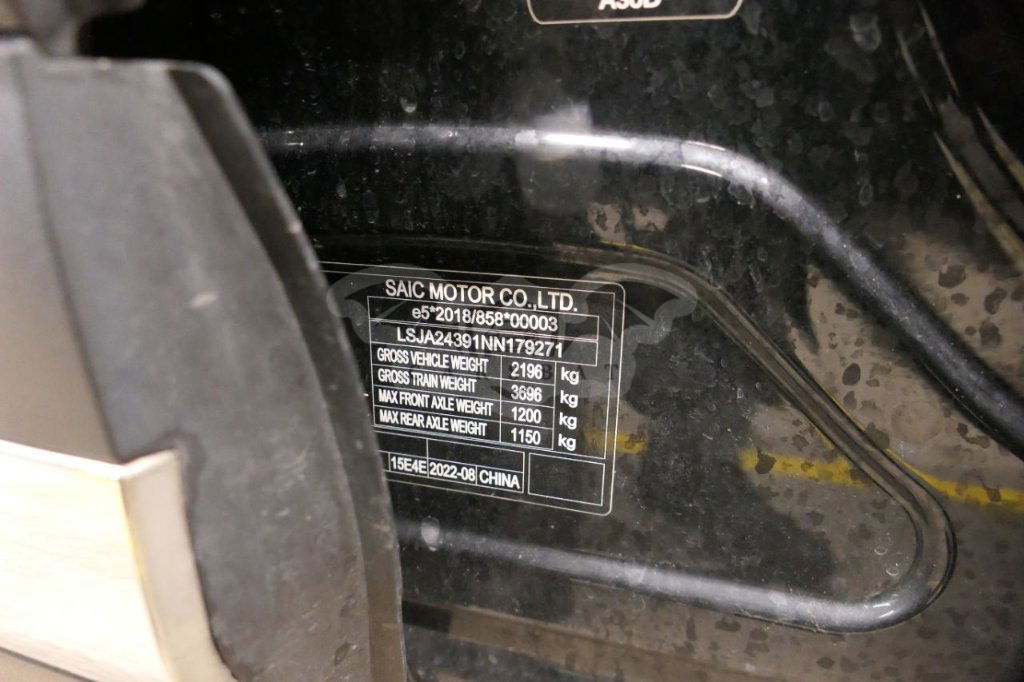 A30D
SAIC MOTOR CO.,LTD.
e5*2018/858*00003
LSJA24391NN179271
GROSS VEHICLE WEIGHT 2196 kg
GROSS TRAIN WEIGHT 3696 kg
MAX FRONT AXLE WEIGHT 1200 kg
MAX REAR AXLE WEIGHT 1150 kg
15E4E 2022-08 CHINA